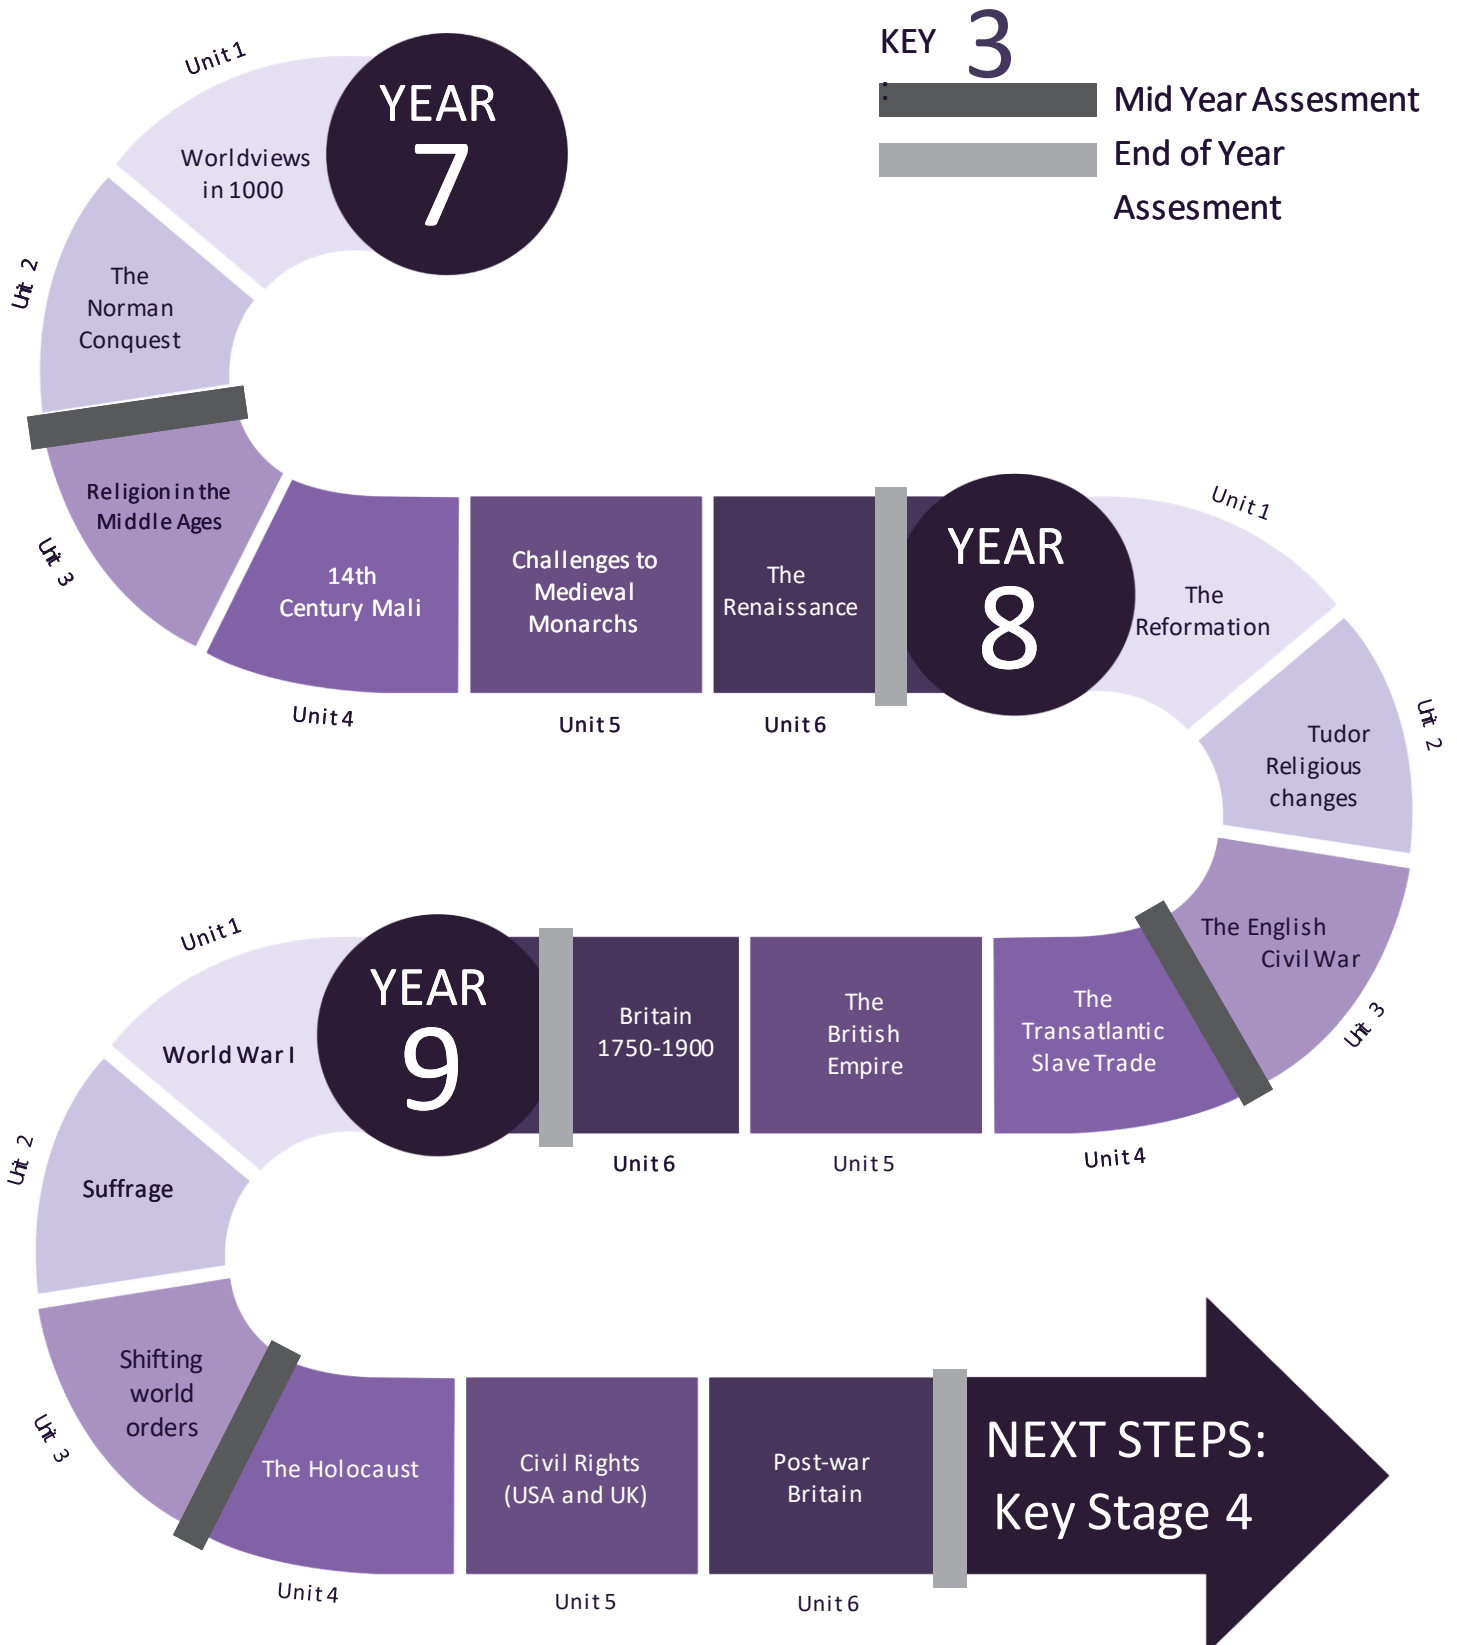 KEY 3
:
Mid Year Assesment
End of Year
Assesment
YEAR
7
Unit 1
Worldviews
in 1000
Unit 2
The
Norman
Conquest
Unit 3
Religion in the
Middle Ages
14th
Century Mali
Unit 4
Challenges to
Medieval
Monarchs
Unit 5
The
Renaissance
Unit 6
YEAR
8
Unit 1
The
Reformation
Unit 2
Tudor
Religious
changes
The English
Civil War
Unit 3
The
Transatlantic
Slave Trade
Unit 4
The
British
Empire
Unit 5
Britain
1750-1900
Unit 6
YEAR
9
Unit 1
World War I
Unit 2
Suffrage
Shifting
world
orders
Unit 3
The Holocaust
Unit 4
Civil Rights
(USA and UK)
Unit 5
Post-war
Britain
Unit 6
NEXT STEPS:
Key Stage 4